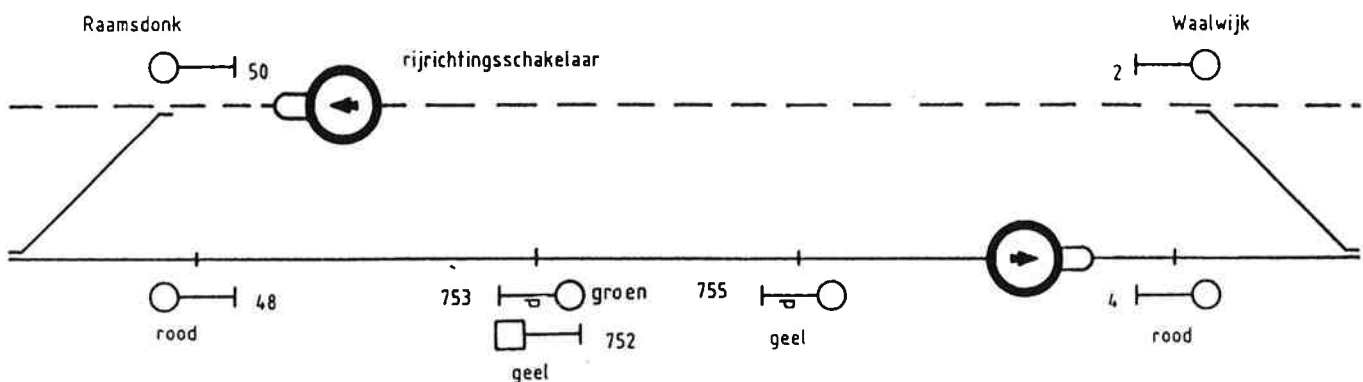 Raamsdonk
Waalwijk
50
rijrichtingsschakelaar
2
753
P
groen
755
P
48
4
rood
752
geel
rood
geel